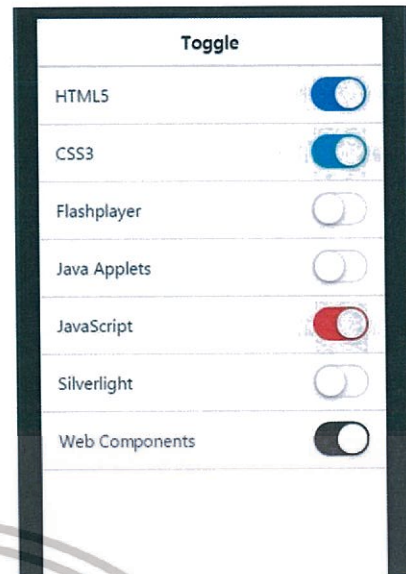 Toggle
HTML5
CSS3
Flashplayer
Java Applets
JavaScript
Silverlight
Web Components